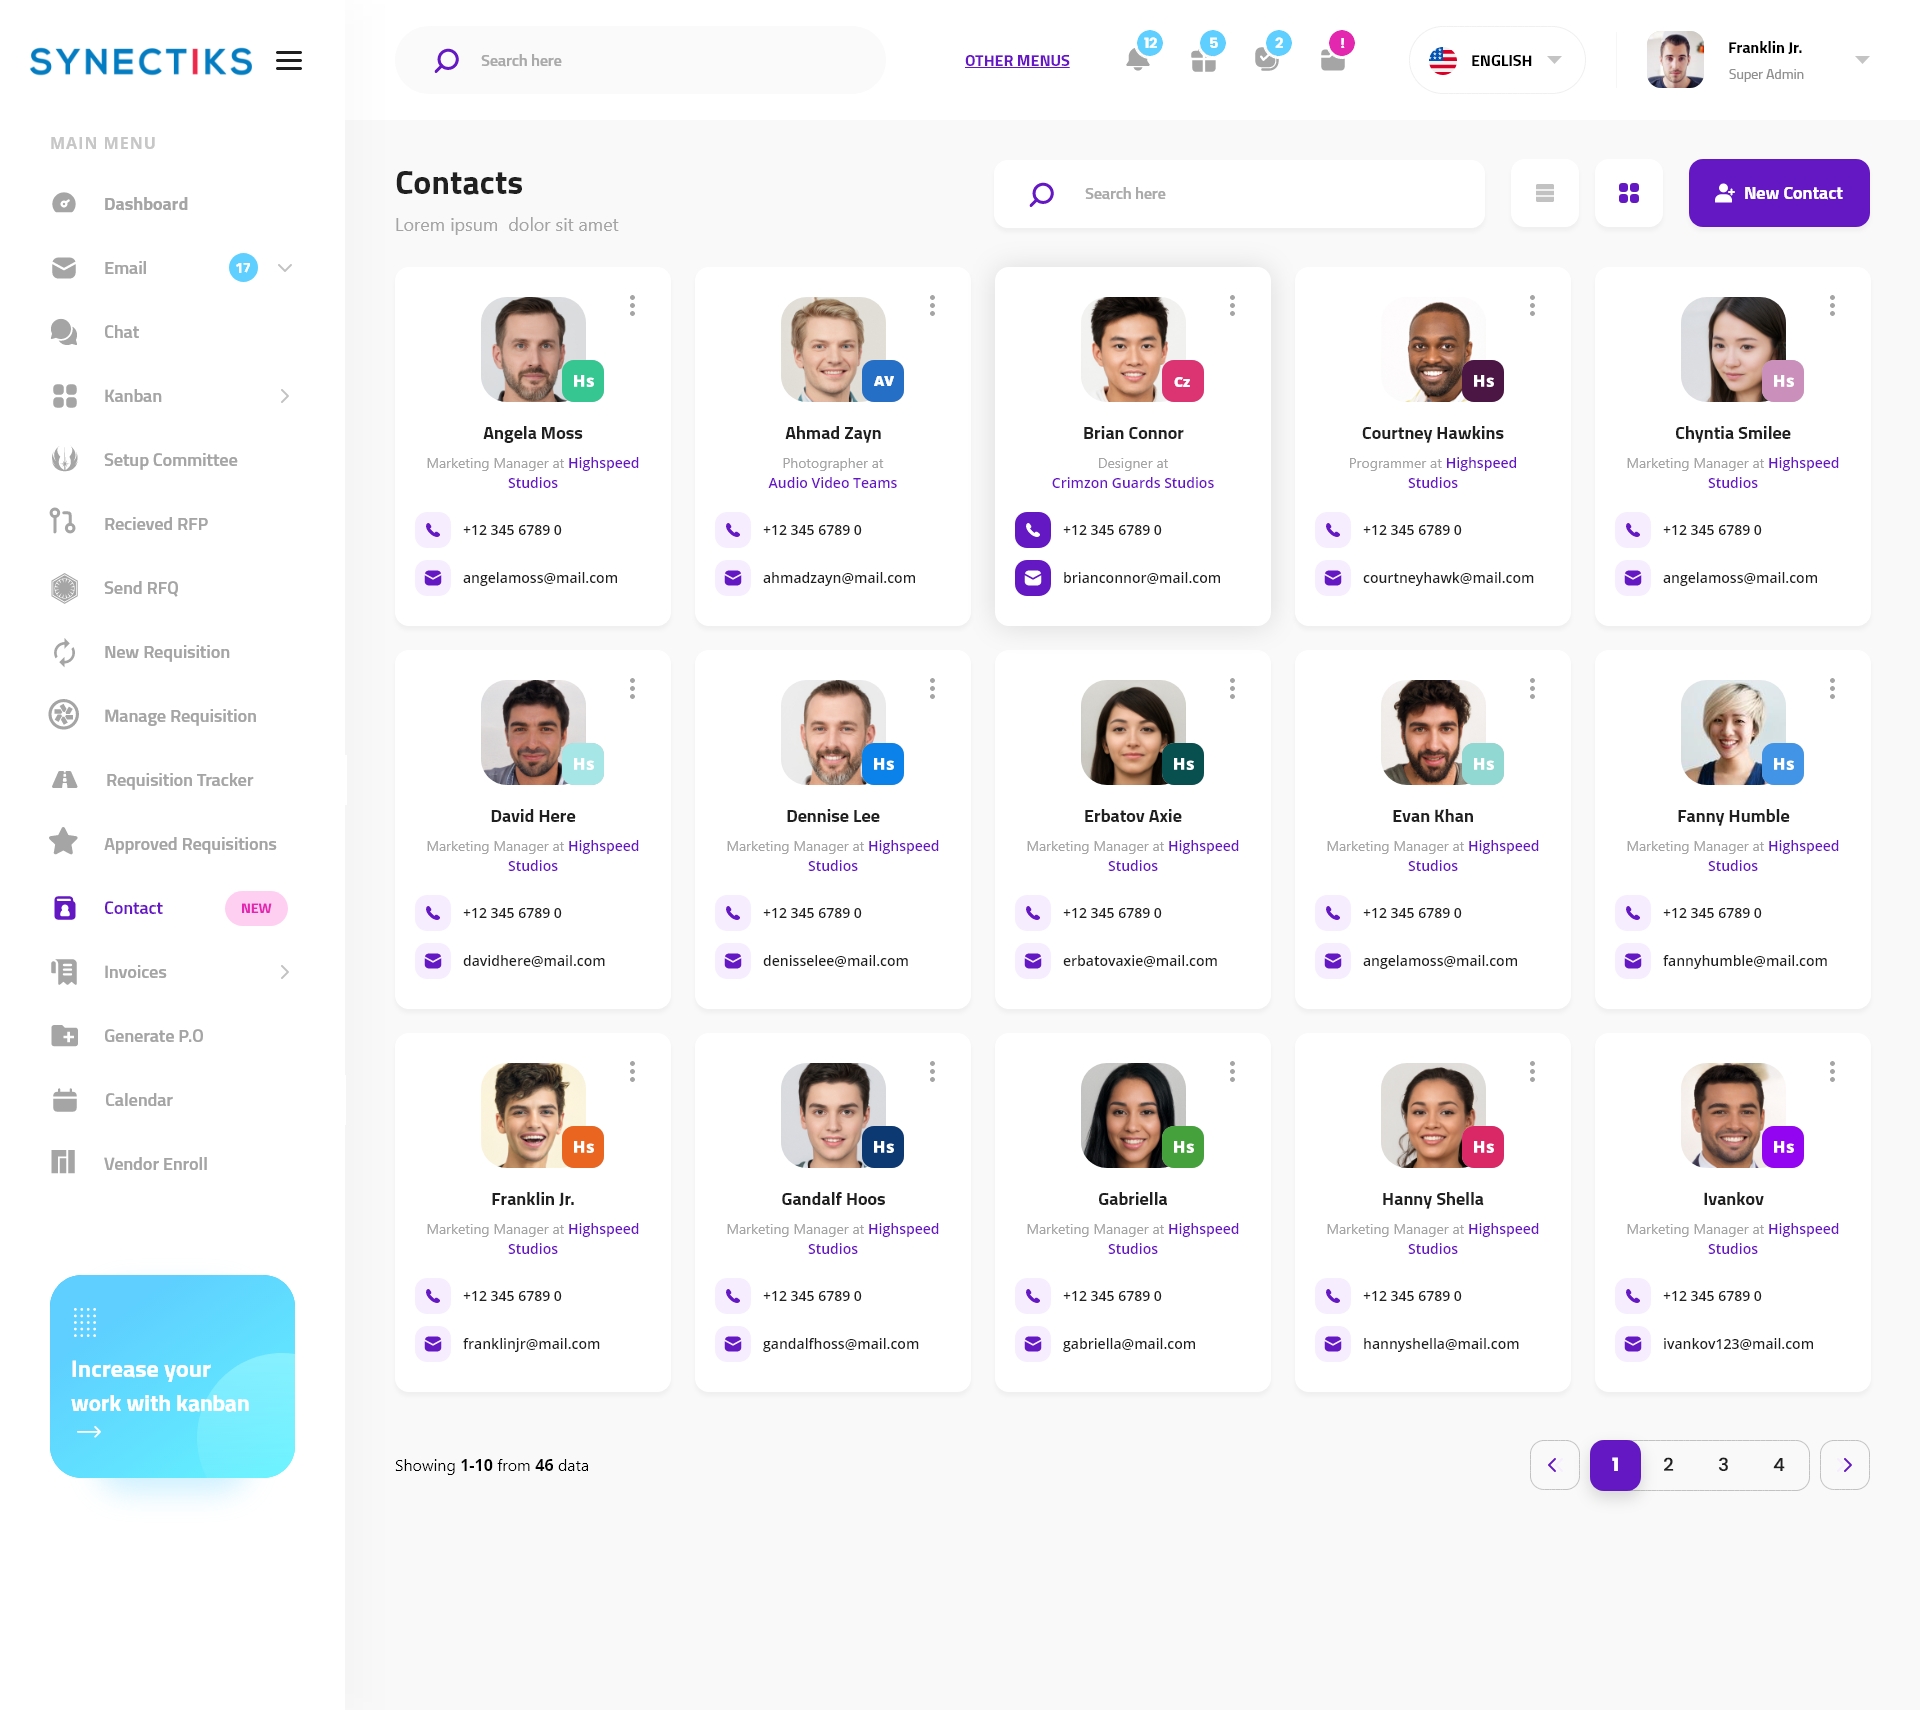 SYNECTIKS
Search here
OTHER MENUS
12
5
2
!
ENGLISH
Franklin Jr.
Super Admin
MAIN MENU
Dashboard
Email
17
Chat
Kanban
Setup Committee
Recieved RFP
Send RFQ
New Requisition
Manage Requisition
Requisition Tracker
Approved Requisitions
Contact
NEW
Invoices
Generate P.O
Calendar
Vendor Enroll
Increase your
work with kanban
Contacts
Lorem ipsum  dolor sit amet
Search here
New Contact
Hs
Angela Moss
Marketing Manager at Highspeed
Studios
+12 345 6789 0
angelamoss@mail.com
AV
Ahmad Zayn
Photographer at
Audio Video Teams
+12 345 6789 0
ahmadzayn@mail.com
Cz
Brian Connor
Designer at
Crimzon Guards Studios
+12 345 6789 0
brianconnor@mail.com
Hs
Courtney Hawkins
Programmer at Highspeed
Studios
+12 345 6789 0
courtneyhawk@mail.com
Hs
Chyntia Smilee
Marketing Manager at Highspeed
Studios
+12 345 6789 0
angelamoss@mail.com
Hs
David Here
Marketing Manager at Highspeed
Studios
+12 345 6789 0
davidhere@mail.com
Hs
Dennise Lee
Marketing Manager at Highspeed
Studios
+12 345 6789 0
denisselee@mail.com
Hs
Erbatov Axie
Marketing Manager at Highspeed
Studios
+12 345 6789 0
erbatovaxie@mail.com
Hs
Evan Khan
Marketing Manager at Highspeed
Studios
+12 345 6789 0
angelamoss@mail.com
Hs
Fanny Humble
Marketing Manager at Highspeed
Studios
+12 345 6789 0
fannyhumble@mail.com
Hs
Franklin Jr.
Marketing Manager at Highspeed
Studios
+12 345 6789 0
franklinjr@mail.com
Hs
Gandalf Hoos
Marketing Manager at Highspeed
Studios
+12 345 6789 0
gandalfhoss@mail.com
Hs
Gabriella
Marketing Manager at Highspeed
Studios
+12 345 6789 0
gabriella@mail.com
Hs
Hanny Shella
Marketing Manager at Highspeed
Studios
+12 345 6789 0
hannyshella@mail.com
Hs
Ivankov
Marketing Manager at Highspeed
Studios
+12 345 6789 0
ivankov123@mail.com
Showing 1-10 from 46 data
1 2 3 4